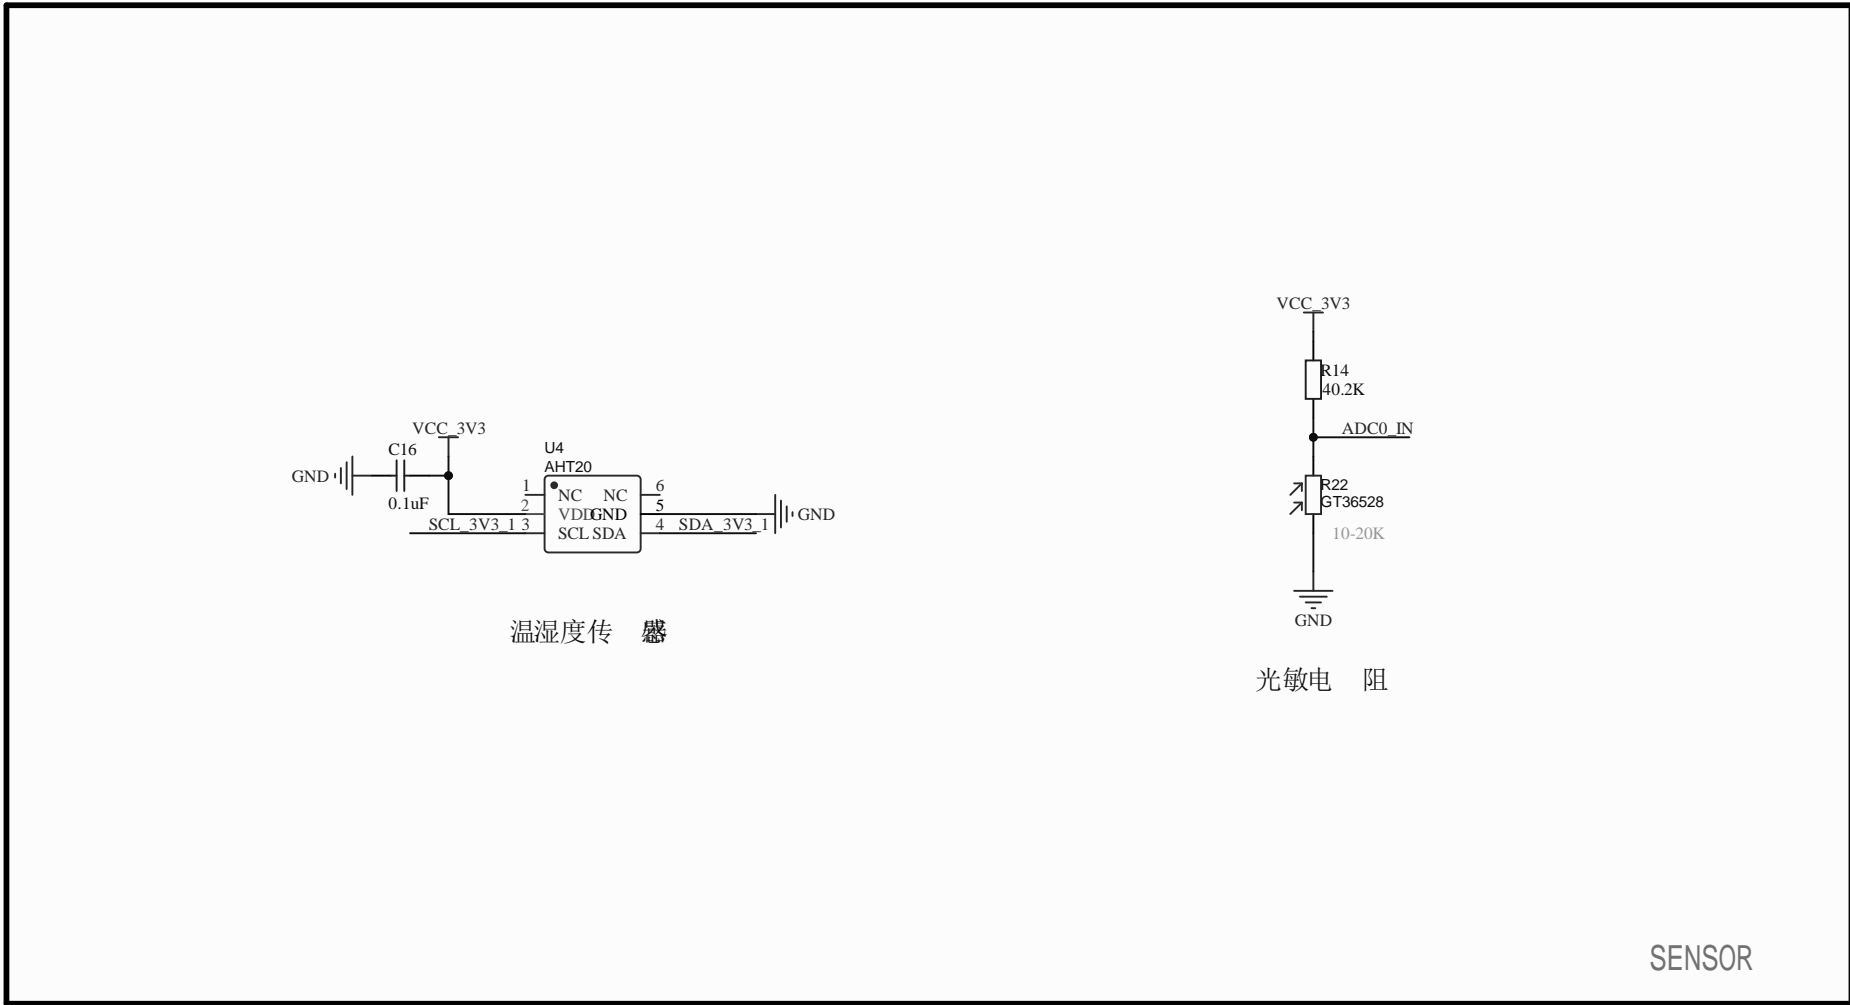 VCC_3V3
C16
GND
0.1uF
U4
AHT20
1 NC NC 6
2 VDD GND 5
SCL_3V3_1 3 SCL SDA 4 SDA_3V3_1
GND
温湿度传
VCC_3V3
R14
40.2K
ADC0_IN
R22
GT36528
10-20K
GND
光敏电 阻
SENSOR